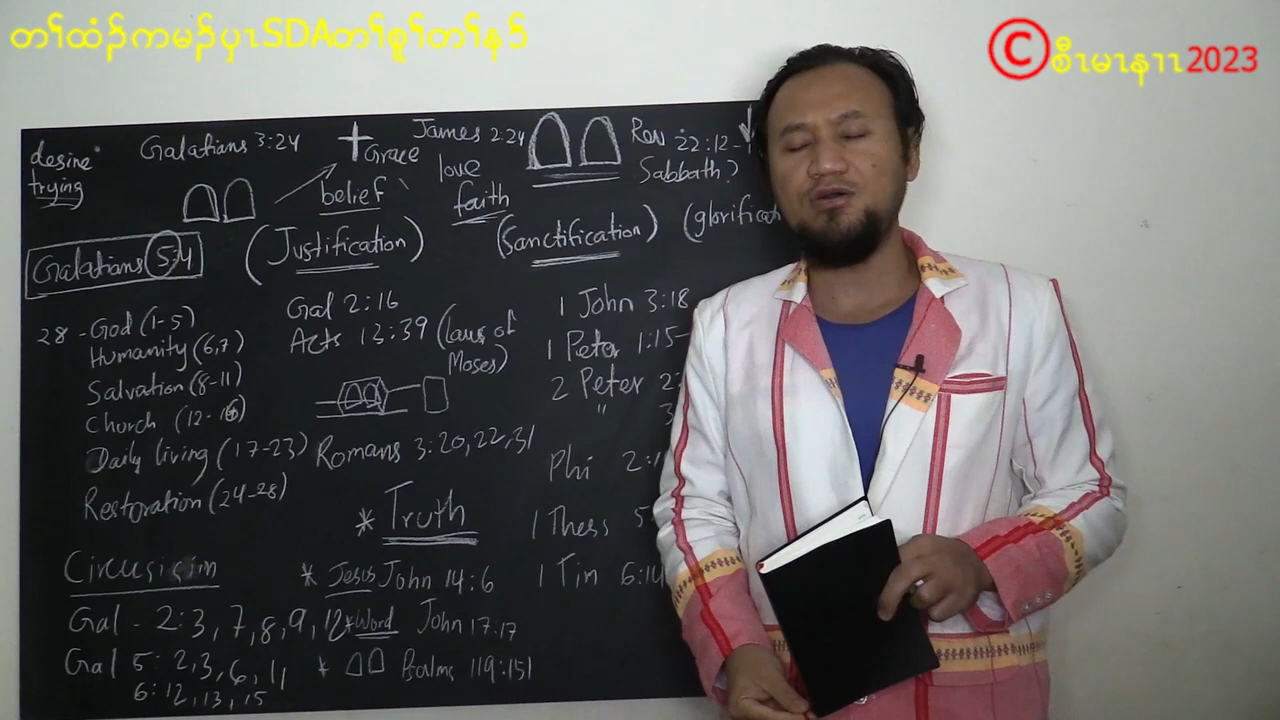 တၢ်ထံၣ်ကမၣ်ပှၤSDAတၢ်စူၢ်တၢ်နာ်
©စီၤမၤနၤၤ2023
desire
trying
Galatians 3:24
Grace
belief
James 2:24
love
faith
Rev 22:12-
Sabbath?
Galatians 5:4
(Justification)
(Sanctification)
(glorificat
28 - God (1-5)
Humanity (6,7)
Salvation (8-11)
Church (12-
Daily living (17-23)
Restoration (24-28)
Gal 2:16
Acts 13:39 (laws of
Moses)
Romans 3:20,22,31
* Truth
* Jesus John 14:6
*Word John 17:17
* Psalms 119:151
1 John 3:18
1 Peter 1:15-
2 Peter
"
Phi 2:
1 Thess 5
1 Tim 6:14
Circusisim
Gal - 2:3, 7, 8, 9, 12
Gal 5: 2,3, 6, 11
6: 12, 13, 15